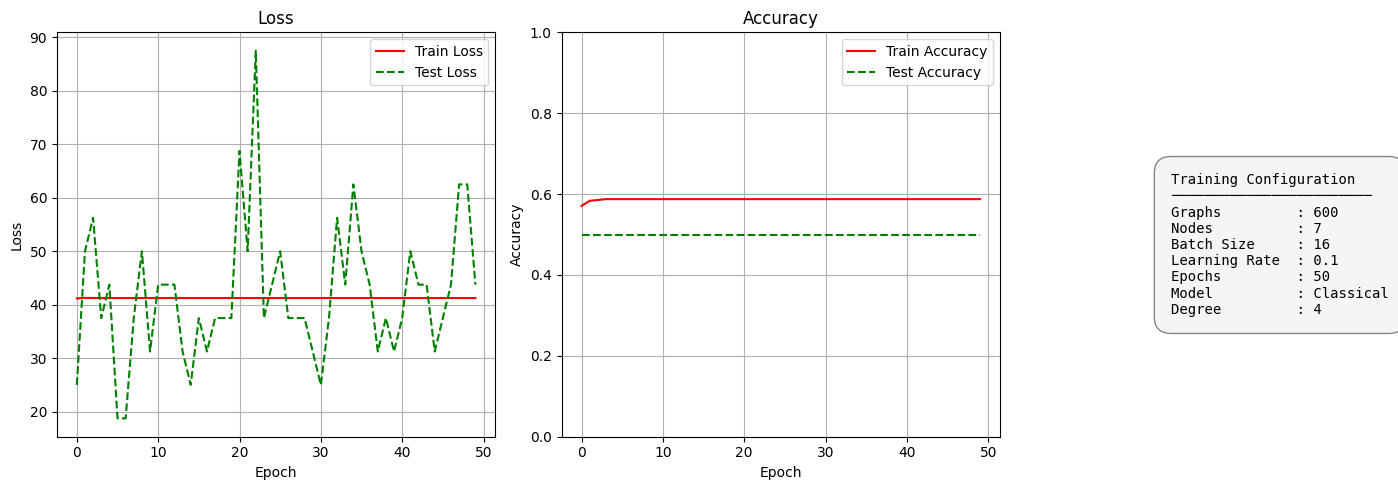 Loss
90
80
70
60
50
40
30
20
Loss
Train Loss
Test Loss
0 10 20 30 40 50
Epoch
Accuracy
1.0
0.8
0.6
0.4
0.2
0.0
Accuracy
Train Accuracy
Test Accuracy
0 10 20 30 40 50
Epoch
Training Configuration
Graphs : 600
Nodes : 7
Batch Size : 16
Learning Rate : 0.1
Epochs : 50
Model : Classical
Degree : 4